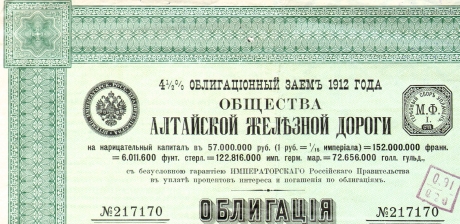 4½% ОБЛИГАЦІОННЫЙ ЗАЕМЪ 1912 ГОДА
ОБЩЕСТВА
АЛТАЙСКОЙ ЖЕЛѢЗНОЙ ДОРОГИ
на нарицательный капиталъ въ 57.000.000 руб. (1 руб. = 1/15 имперіала) = 152.000.000 франк.
= 6.011.600 фунт. стерл. = 122.816.000 имп. герм. мар. = 72.656.000 голл. гульд.,
съ безусловною гарантіею ИМПЕРАТОРСКАГО Россійскаго Правительства
въ уплатѣ процентовъ интереса и погашенія по облигаціямъ.
М.Ф.
I.
№217170 №217170
ОБЛИГАЦІЯ